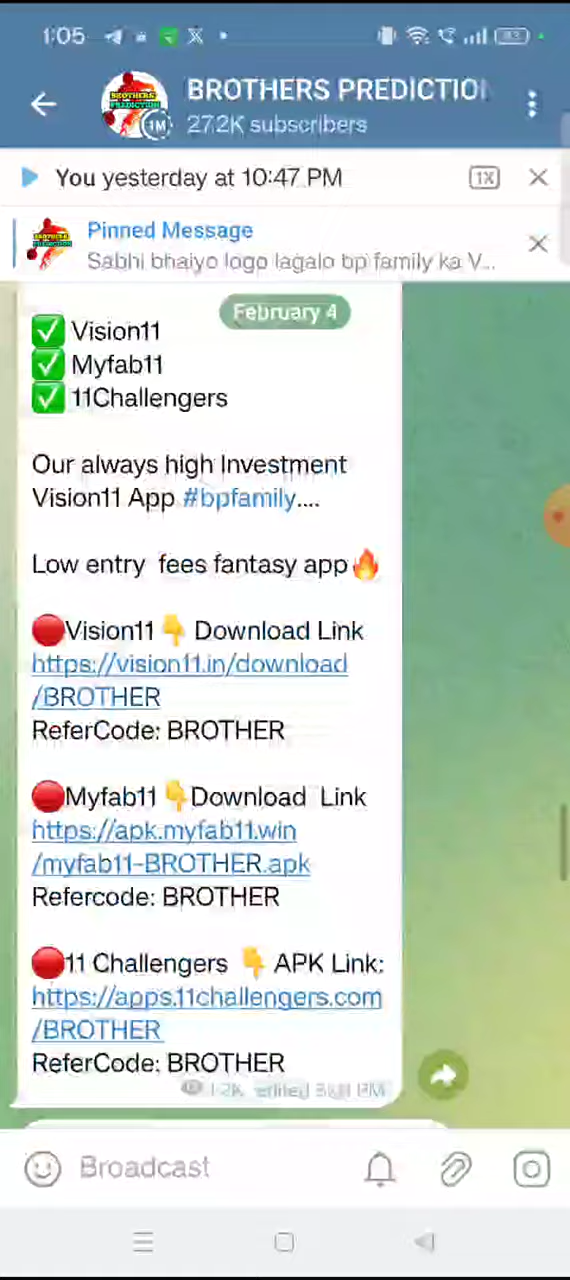 1:05
BROTHERS PREDICTIO
27.2K subscribers
You yesterday at 10:47 PM
1X
Pinned Message
Sabhi bhaiyo logo lagalo bp family ka V...
February 4
✅ Vision11
✅ Myfab11
✅ 11Challengers
Our always high Investment
Vision11 App #bpfamily....
Low entry fees fantasy app🔥
🔴Vision11👇 Download Link
https://vision11.in/download
/BROTHER
ReferCode: BROTHER
🔴Myfab11 👇Download Link
https://apk.myfab11.win
/myfab11-BROTHER.apk
Refercode: BROTHER
🔴11 Challengers 👇 APK Link:
https://apps.11challengers.com
/BROTHER
ReferCode: BROTHER
edited
Broadcast